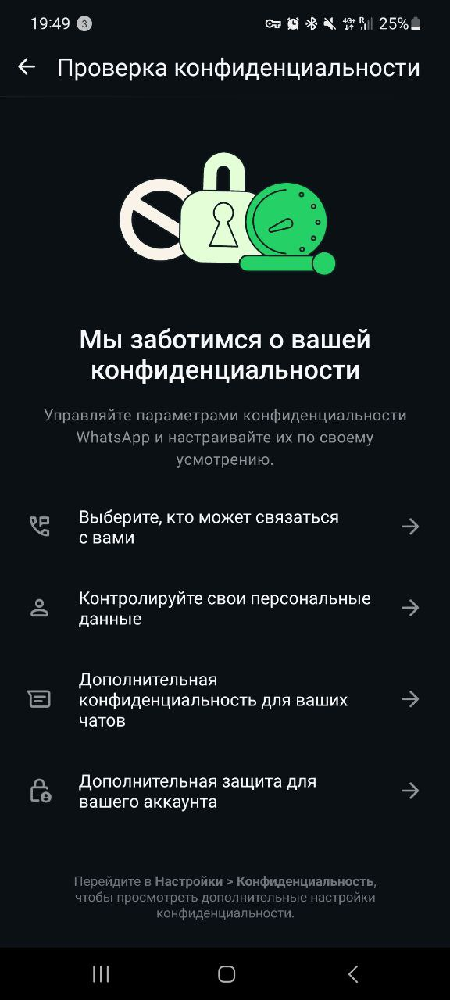 19:49 3 4G+ R 25%
Проверка конфиденциальности
Мы заботимся о вашей
конфиденциальности
Управляйте параметрами конфиденциальности
WhatsApp и настраивайте их по своему
усмотрению.
Выберите, кто может связаться
с вами
Контролируйте свои персональные
данные
Дополнительная
конфиденциальность для ваших
чатов
Дополнительная защита для
вашего аккаунта
Перейдите в Настройки > Конфиденциальность,
чтобы просмотреть дополнительные настройки
конфиденциальности.